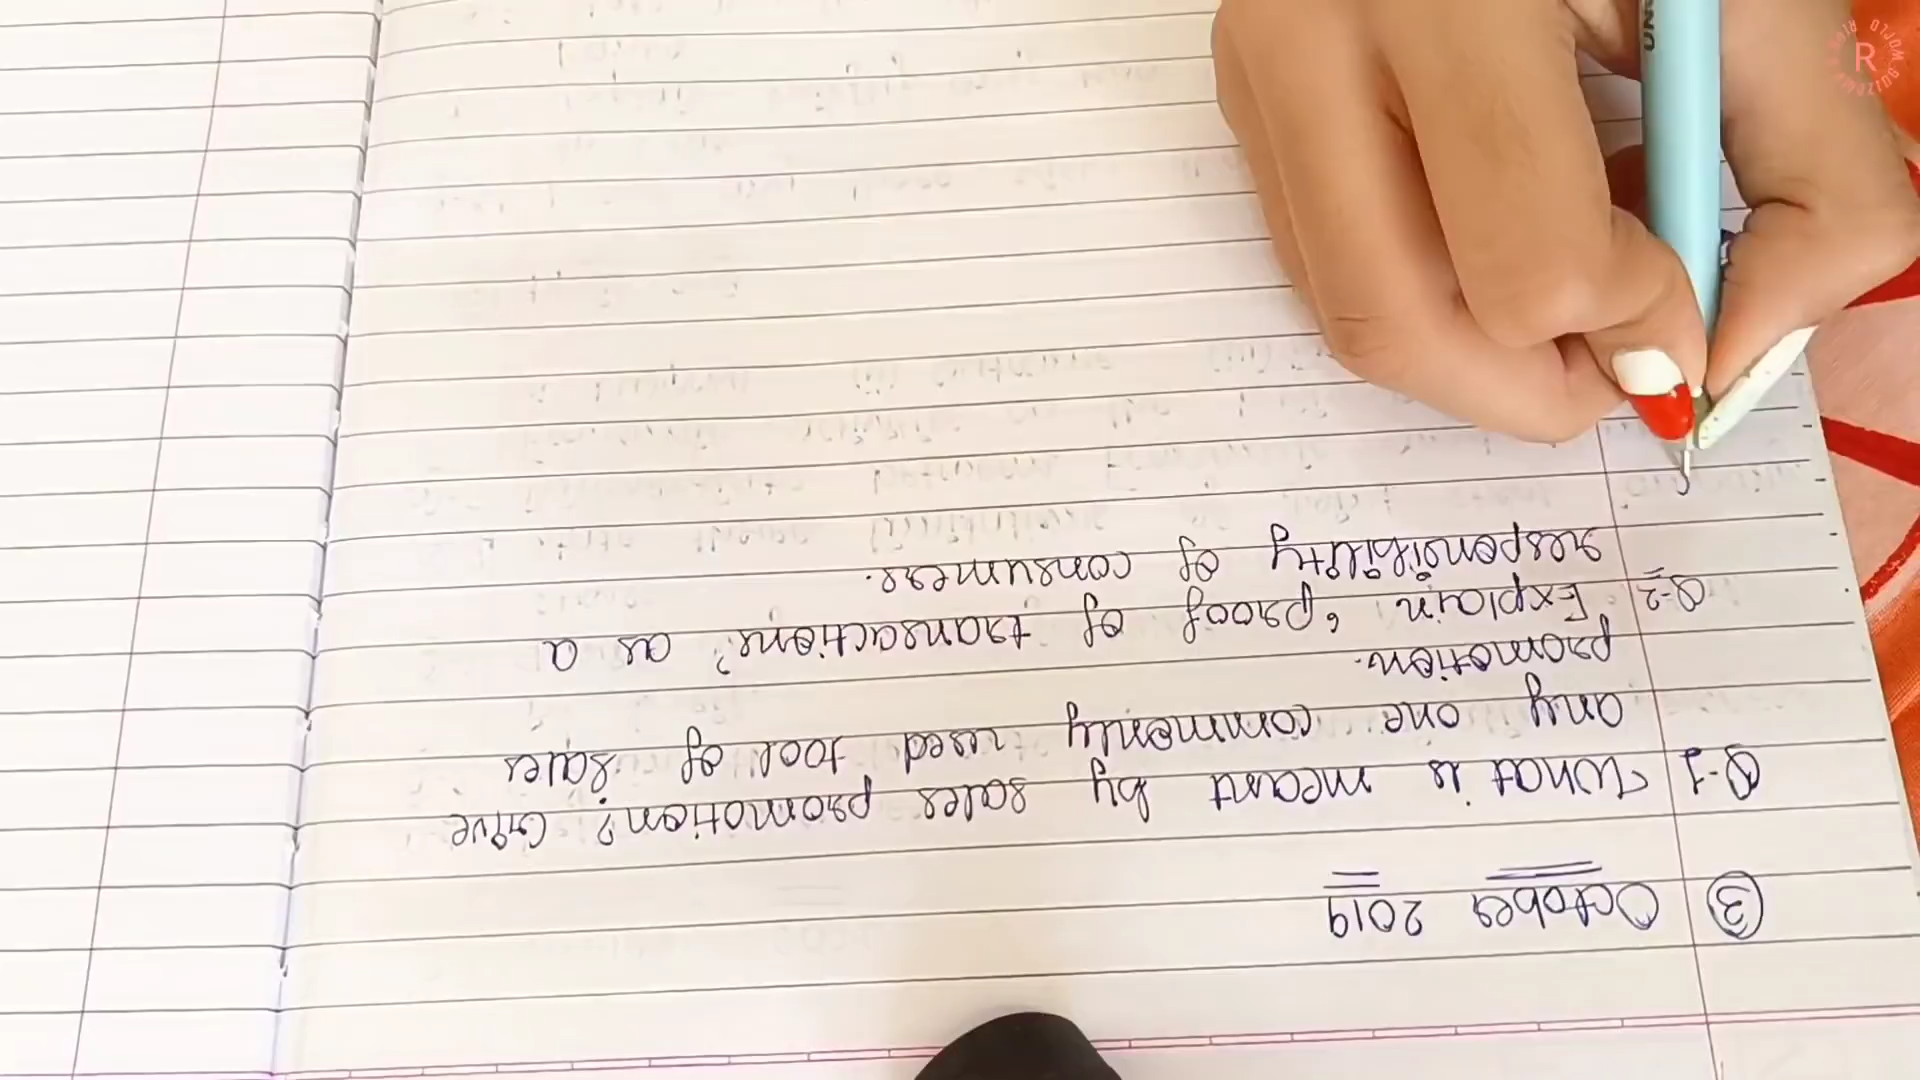 ③ October 2019
Q-1 What is meant by sales promotion? Give
any one commonly used tool of sales
promotion.
Q-2 Explain 'proof of transactions' as a
responsibility of consumers.